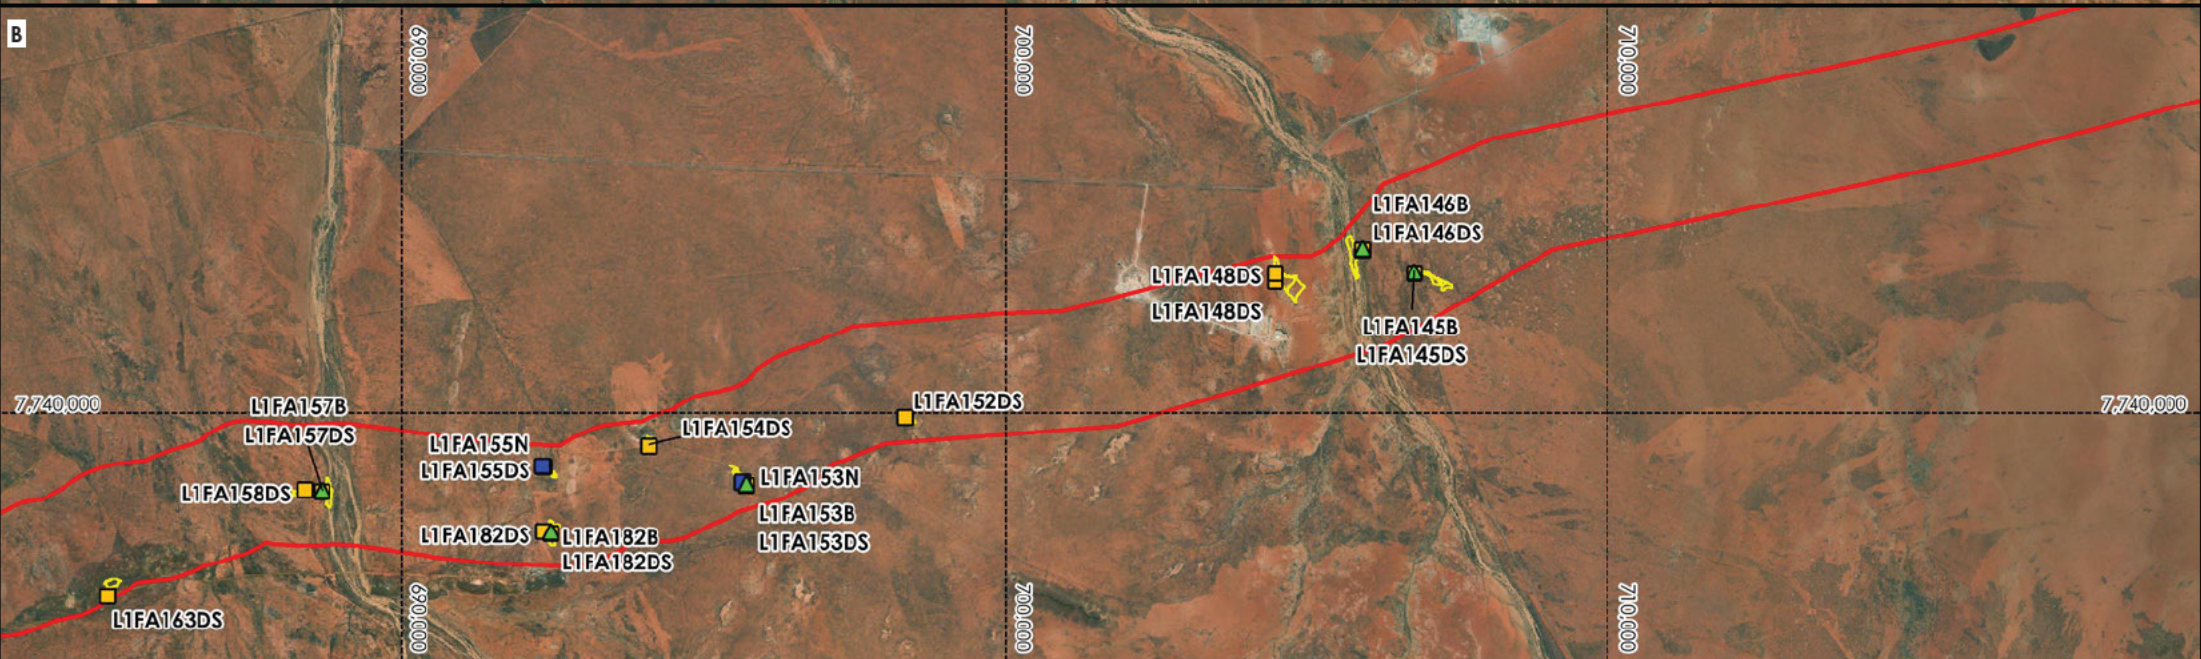 B
690,000
700,000
710,000
L1FA146B
L1FA146DS
L1FA148DS
L1FA148DS
L1FA145B
L1FA145DS
7,740,000
7,740,000
L1FA157B
L1FA157DS
L1FA152DS
L1FA154DS
L1FA155N
L1FA155DS
L1FA153N
L1FA158DS
L1FA153B
L1FA153DS
L1FA182DS
L1FA182B
L1FA182DS
L1FA163DS
690,000
700,000
710,000